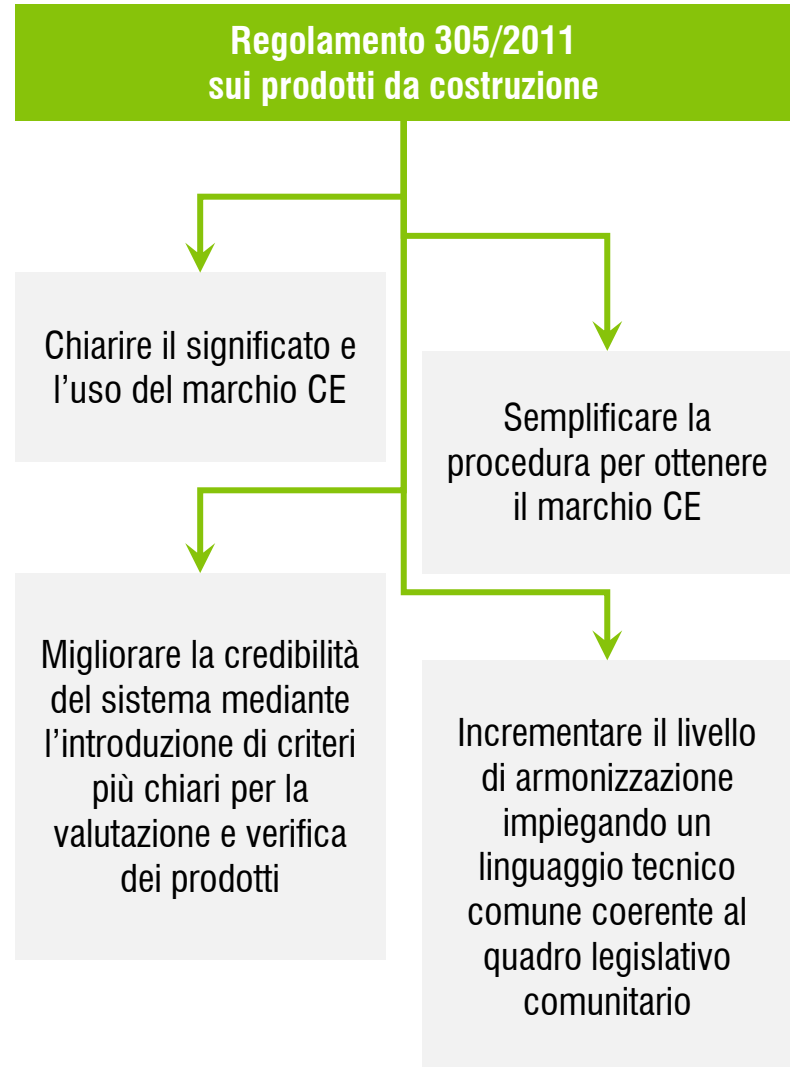 Regolamento 305/2011
sui prodotti da costruzione
Chiarire il significato e
l’uso del marchio CE
Semplificare la
procedura per ottenere
il marchio CE
Migliorare la credibilità
del sistema mediante
l’introduzione di criteri
più chiari per la
valutazione e verifica
dei prodotti
Incrementare il livello
di armonizzazione
impiegando un
linguaggio tecnico
comune coerente al
quadro legislativo
comunitario